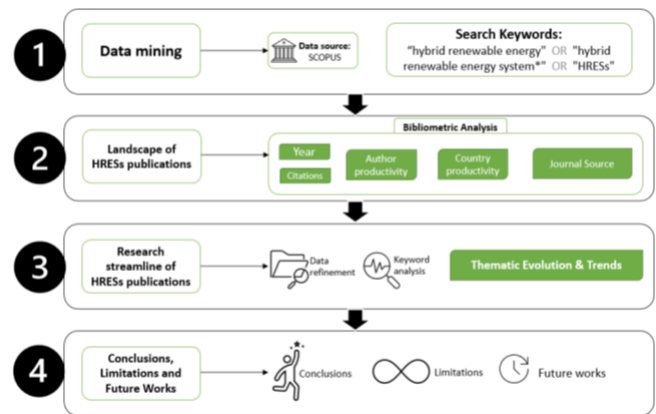 1
Data mining
Data source:
SCOPUS
Search Keywords:
"hybrid renewable energy" OR "hybrid
renewable energy system*" OR "HRESs"
2
Landscape of
HRESs publications
Bibliometric Analysis
Year
Citations
Author
productivity
Country
productivity
Journal Source
3
Research
streamline of
HRESs publications
Data
refinement
Keyword
analysis
Thematic Evolution & Trends
4
Conclusions,
Limitations and
Future Works
Conclusions
Limitations
Future works